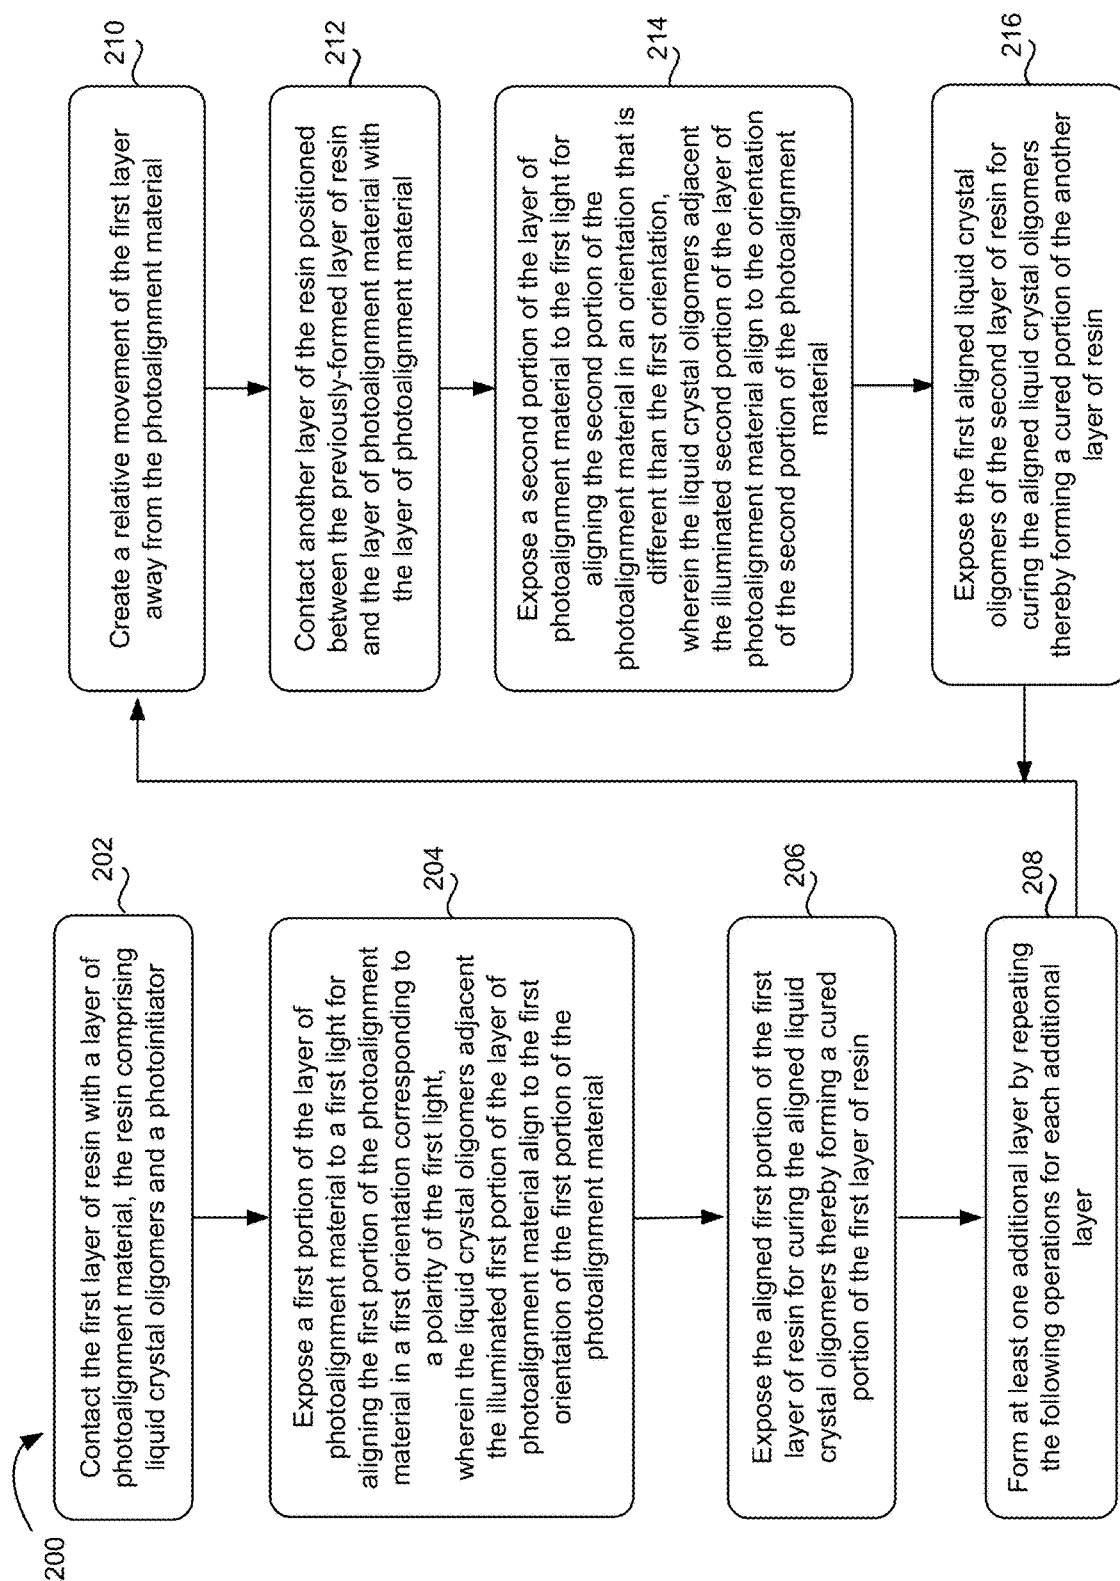 200
202
Contact the first layer of resin with a layer of
photoalignment material, the resin comprising
liquid crystal oligomers and a photoinitiator
204
Expose a first portion of the layer of
photoalignment material to a first light for
aligning the first portion of the photoalignment
material in a first orientation corresponding to
a polarity of the first light,
wherein the liquid crystal oligomers adjacent
the illuminated first portion of the layer of
photoalignment material align to the first
orientation of the first portion of the
photoalignment material
206
Expose the aligned first portion of the first
layer of resin for curing the aligned liquid
crystal oligomers thereby forming a cured
portion of the first layer of resin
208
Form at least one additional layer by repeating
the following operations for each additional
layer
210
Create a relative movement of the first layer
away from the photoalignment material
212
Contact another layer of the resin positioned
between the previously-formed layer of resin
and the layer of photoalignment material with
the layer of photoalignment material
214
Expose a second portion of the layer of
photoalignment material to the first light for
aligning the second portion of the
photoalignment material in an orientation that is
different than the first orientation,
wherein the liquid crystal oligomers adjacent
the illuminated second portion of the layer of
photoalignment material align to the orientation
of the second portion of the photoalignment
material
216
Expose the first aligned liquid crystal
oligomers of the second layer of resin for
curing the aligned liquid crystal oligomers
thereby forming a cured portion of the another
layer of resin